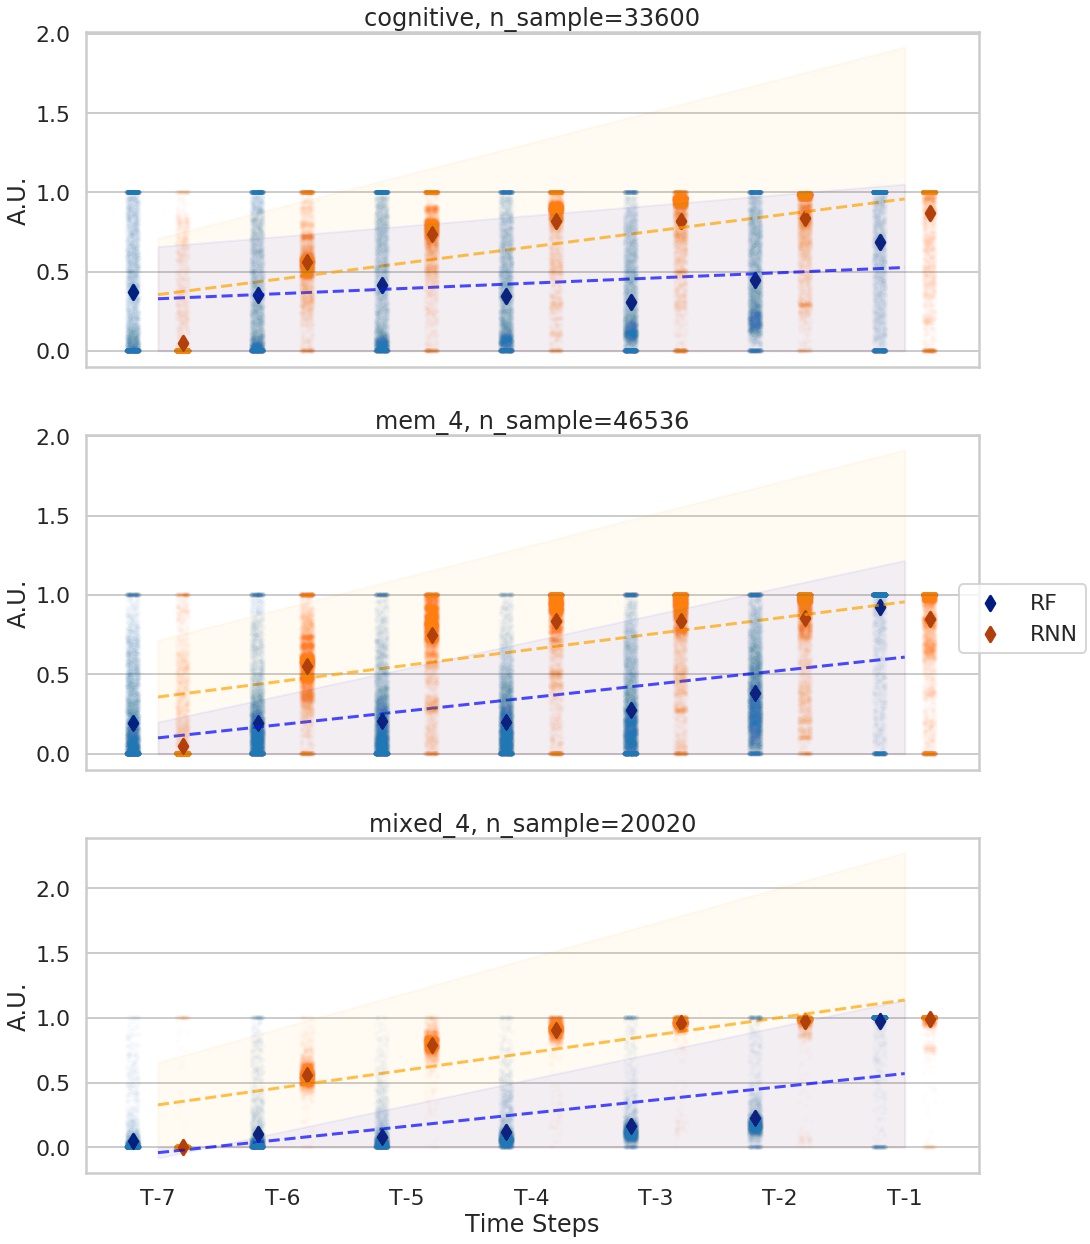 cognitive, n_sample=33600
2.0
1.5
1.0
0.5
0.0
A.U.
mem_4, n_sample=46536
2.0
1.5
1.0
0.5
0.0
A.U.
RF
RNN
mixed_4, n_sample=20020
2.0
1.5
1.0
0.5
0.0
A.U.
T-7 T-6 T-5 T-4 T-3 T-2 T-1
Time Steps